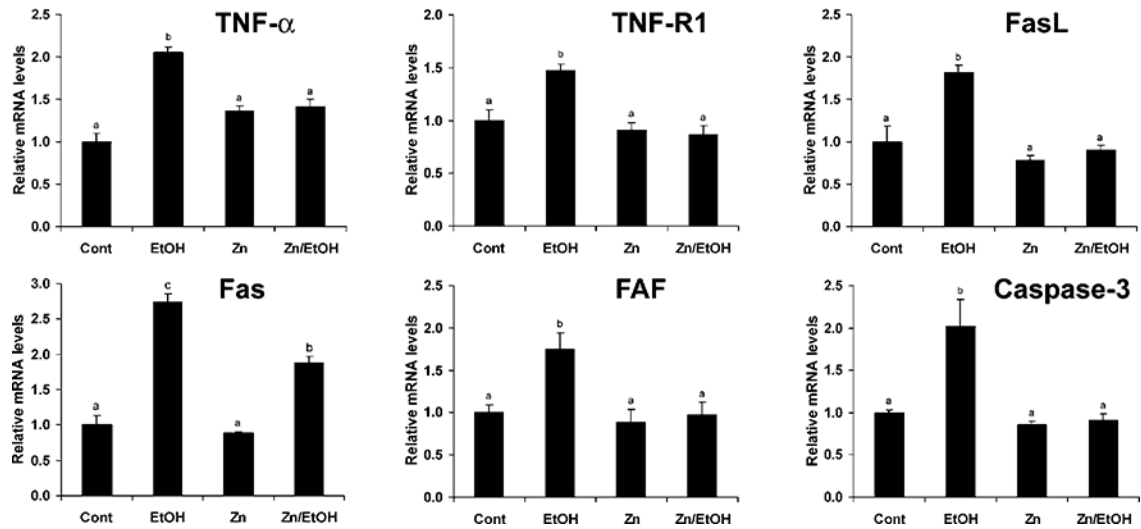 TNF-α
Relative mRNA levels
2.5
2.0
1.5
1.0
0.5
0.0
a
b
a
a
Cont EtOH Zn Zn/EtOH
TNF-R1
Relative mRNA levels
2.0
1.5
1.0
0.5
0.0
a
b
a
a
Cont EtOH Zn Zn/EtOH
FasL
Relative mRNA levels
2.5
2.0
1.5
1.0
0.5
0.0
a
b
a
a
Cont EtOH Zn Zn/EtOH
Fas
Relative mRNA levels
3.0
2.5
2.0
1.5
1.0
0.5
0.0
a
c
a
b
Cont EtOH Zn Zn/EtOH
FAF
Relative mRNA levels
2.5
2.0
1.5
1.0
0.5
0.0
a
b
a
a
Cont EtOH Zn Zn/EtOH
Caspase-3
Relative mRNA levels
2.5
2.0
1.5
1.0
0.5
0.0
a
b
a
a
Cont EtOH Zn Zn/EtOH